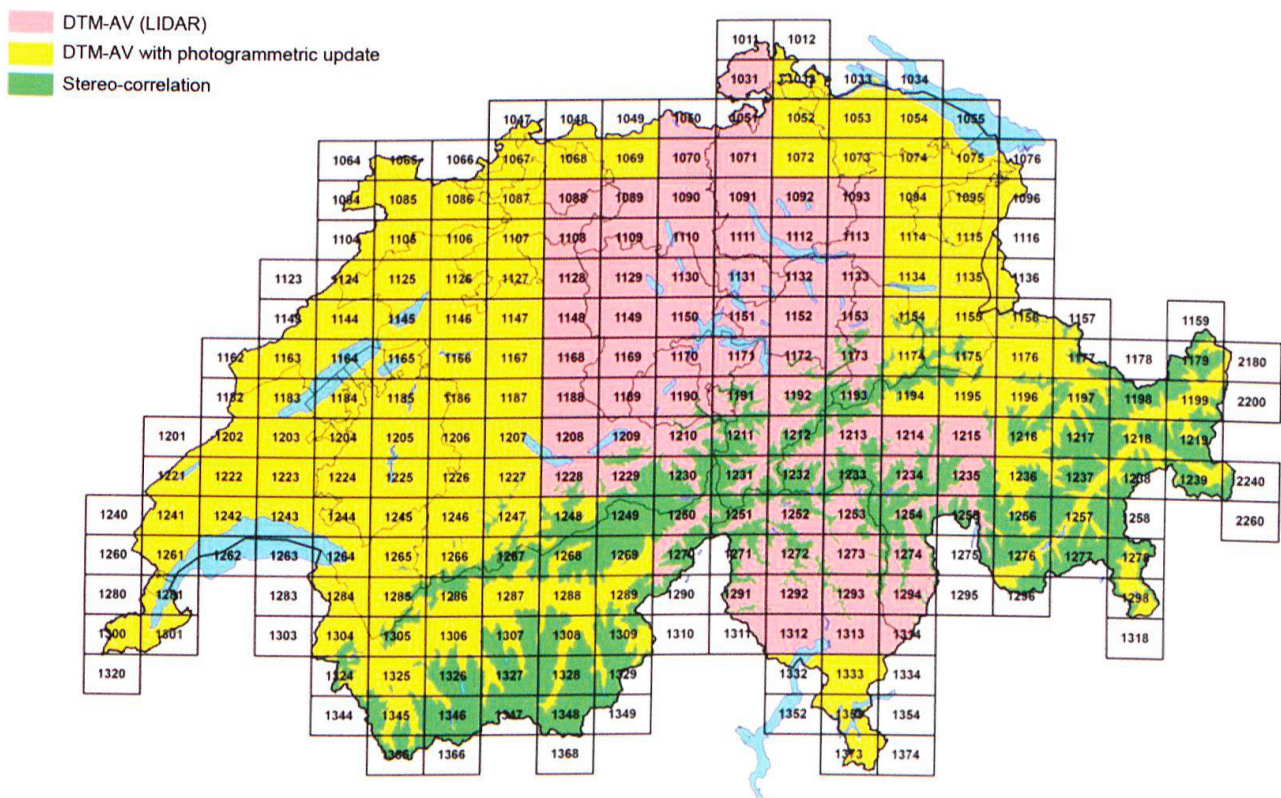 DTM-AV (LIDAR)
DTM-AV with photogrammetric update
Stereo-correlation
1011 1012
1031 1032 1033 1034
1047 1048 1049 1050 1051 1052 1053 1054 1055
1064 1065 1066 1067 1068 1069 1070 1071 1072 1073 1074 1075 1076
1084 1085 1086 1087 1088 1089 1090 1091 1092 1093 1094 1095 1096
1104 1105 1106 1107 1108 1109 1110 1111 1112 1113 1114 1115 1116
1123 1124 1125 1126 1127 1128 1129 1130 1131 1132 1133 1134 1135 1136
1143 1144 1145 1146 1147 1148 1149 1150 1151 1152 1153 1154 1155 1156 1157 1159
1162 1163 1164 1165 1166 1167 1168 1169 1170 1171 1172 1173 1174 1175 1176 1177 1178 1179 2180
1182 1183 1184 1185 1186 1187 1188 1189 1190 1191 1192 1193 1194 1195 1196 1197 1198 1199 2200
1201 1202 1203 1204 1205 1206 1207 1208 1209 1210 1211 1212 1213 1214 1215 1216 1217 1218 1219
1221 1222 1223 1224 1225 1226 1227 1228 1229 1230 1231 1232 1233 1234 1235 1236 1237 1238 1239 2240
1240 1241 1242 1243 1244 1245 1246 1247 1248 1249 1250 1251 1252 1253 1254 1255 1256 1257 258 2260
1260 1261 1262 1263 1264 1265 1266 1267 1268 1269 1270 1271 1272 1273 1274 1275 1276 1277 1278
1280 1281 1283 1284 1285 1286 1287 1288 1289 1290 1291 1292 1293 1294 1295 1296 1298
1300 1301 1303 1304 1305 1306 1307 1308 1309 1310 1311 1312 1313 1314 1318
1320 1324 1325 1326 1327 1328 1329 1332 1333 1334
1344 1345 1346 1347 1348 1349 1352 1353 1354
1366 1368 1373 1374